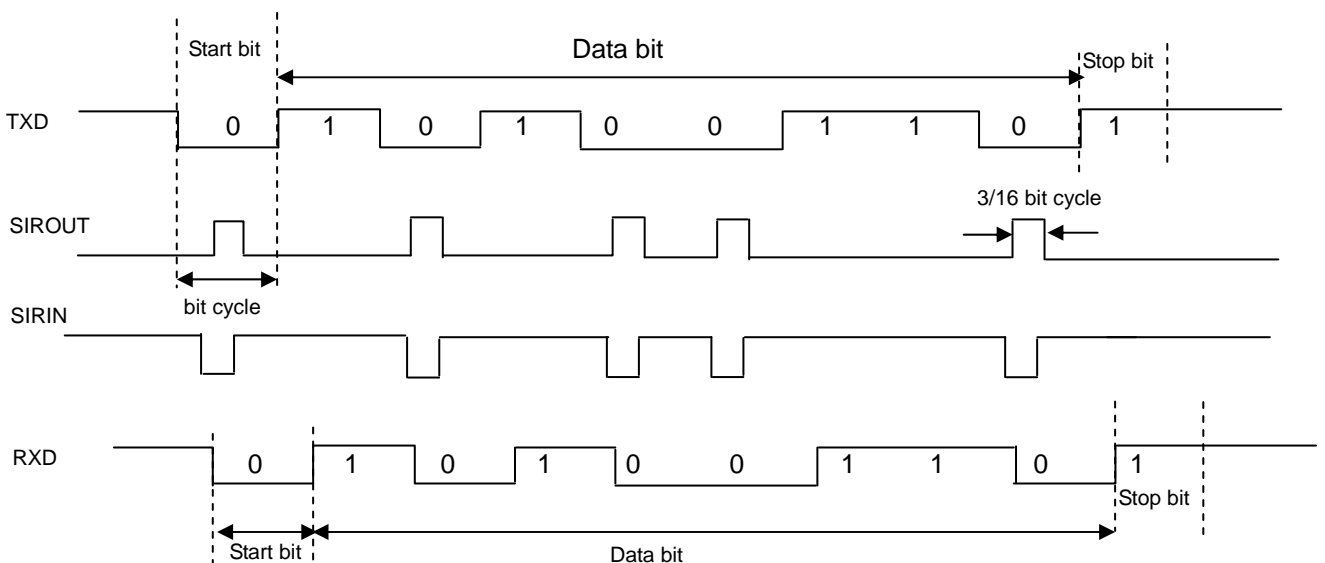 Start bit
Data bit
Stop bit
TXD
0 1 0 1 0 0 1 1 0 1
3/16 bit cycle
SIROUT
bit cycle
SIRIN
RXD
0 1 0 1 0 0 1 1 0 1
Stop bit
Start bit
Data bit